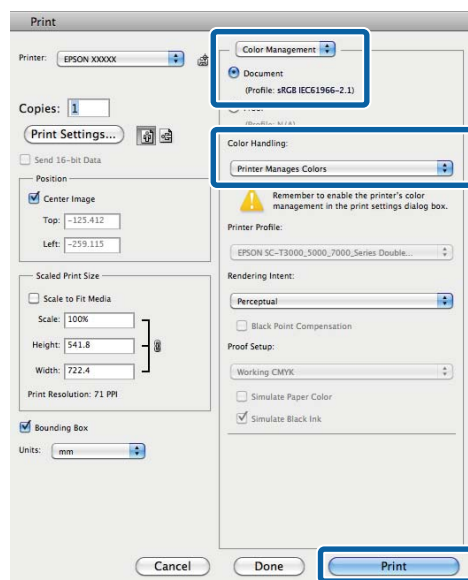 Print
Printer: EPSON XXXXX
Copies: 1
Print Settings...
Send 16-bit Data
Position
Center Image
Top: -125.412
Left: -259.115
Scaled Print Size
Scale to Fit Media
Scale: 100%
Height: 541.8
Width: 722.4
Print Resolution: 71 PPI
Bounding Box
Units: mm
Color Management
Document
(Profile: sRGB IEC61966-2.1)
(Profile: N/A)
Color Handling:
Printer Manages Colors
Remember to enable the printer's color
management in the print settings dialog box.
Printer Profile:
EPSON SC-T3000_5000_7000_Series Double...
Rendering Intent:
Perceptual
Black Point Compensation
Proof Setup:
Working CMYK
Simulate Paper Color
Simulate Black Ink
Cancel
Done
Print